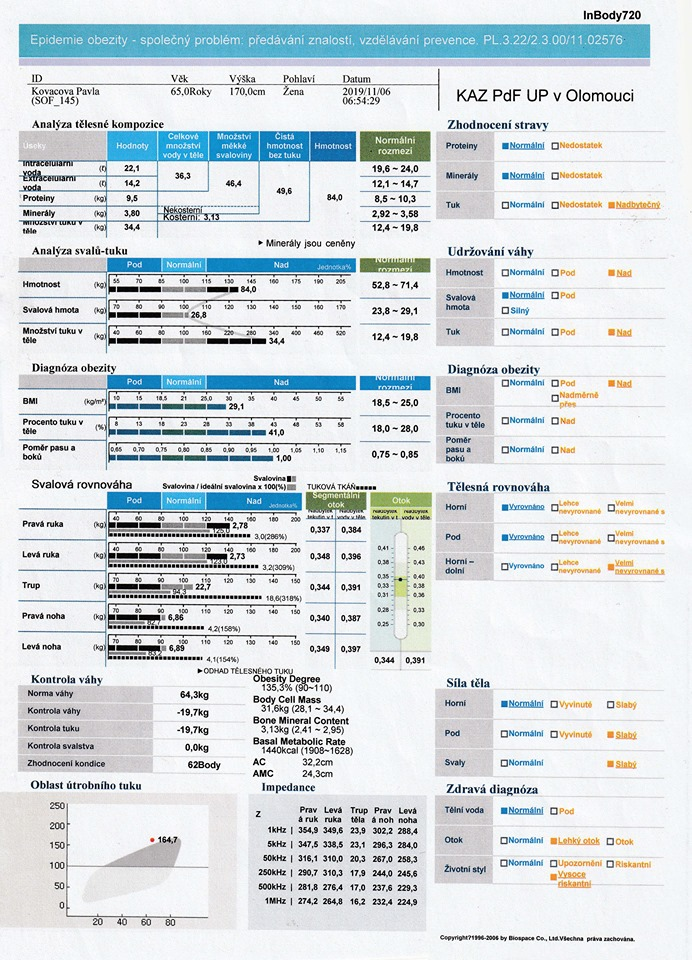 InBody720
Epidemie obezity - společný problém: předávání znalostí, vzdělávání prevence. PL.3.22/2.3.00/11.02576
ID Věk Výška Pohlaví Datum
Kovacova Pavla 65,0Roky 170,0cm Žena 2019/11/06
(SOF_145) 06:54:29
KAZ PdF UP v Olomouci
Analýza tělesné kompozice
Úseky Hodnoty Celkové množství vody v těle Množství měkké svaloviny Čistá hmotnost bez tuku Hmotnost Normální rozmezí
Intracelulární voda (ℓ) 22,1 36,3 46,4 49,6 84,0 19,6 ~ 24,0
Extracelulární voda (ℓ) 14,2 12,1 ~ 14,7
Proteiny (kg) 9,5 8,5 ~ 10,3
Minerály (kg) 3,80 Nekosterní Kosterní: 3,13 2,92 ~ 3,58
Množství tuku v těle (kg) 34,4 12,4 ~ 19,8
▶ Minerály jsou ceněny
Zhodnocení stravy
Proteiny Normální Nedostatek
Minerály Normální Nedostatek
Tuk Normální Nedostatek Nadbytečný
Analýza svalů-tuku
Pod Normální Nad Jednotka% Normální rozmezí
55 70 85 100 115 130 145 160 175 190 205
Hmotnost (kg) 84,0 52,8 ~ 71,4
70 80 90 100 110 120 130 140 150 160 170
Svalová hmota (kg) 26,8 23,8 ~ 29,1
40 60 80 100 160 220 280 340 400 460 520
Množství tuku v těle (kg) 34,4 12,4 ~ 19,8
Udržování váhy
Hmotnost Normální Pod Nad
Svalová hmota Normální Pod
Silný
Tuk Normální Pod Nad
Diagnóza obezity
Pod Normální Nad Normální rozmezí
10 15 18,5 21 25,0 30 35 40 45 50 55
BMI (kg/m²) 29,1 18,5 ~ 25,0
8 13 18 23 28 33 38 43 48 53 58
Procento tuku v těle (%) 41,0 18,0 ~ 28,0
0,65 0,70 0,75 0,80 0,85 0,90 0,95 1,00 1,05 1,10 1,15
Poměr pasu a boků 1,00 0,75 ~ 0,85
Diagnóza obezity
BMI Normální Pod Nad
Nadměrně přes
Procento tuku v těle Normální Nad
Poměr pasu a boků Normální Nad
Svalová rovnováha
Svalovina
Svalovina / ideální svalovina x 100(%) TUKOVÁ TKÁŇ
Pod Normální Nad Jednotka% Segmentální otok Otok
40 60 80 100 120 140 160 180 200
Pravá ruka (kg) 2,78 125,0 3,0(286%) 0,337 0,384
40 60 80 100 120 140 160 180 200
Levá ruka (kg) 2,73 123,0 3,2(309%) 0,348 0,396
70 80 90 100 110 120 130 140 150
Trup (kg) 22,7 94,3 18,6(318%) 0,344 0,391
70 80 90 100 110 120 130 140 150
Pravá noha (kg) 6,86 4,2(158%) 0,340 0,387
70 80 90 100 110 120 130 140 150
Levá noha (kg) 6,89 83,2 4,1(154%) 0,349 0,397
0,41 0,46
0,38 0,43
0,35 0,40
0,34 0,39
0,33 0,38
0,31 0,36
0,25 0,30
0,344 0,391
▶ODHAD TĚLESNÉHO TUKU
Tělesná rovnováha
Horní Vyrovnáno Lehce nevyrovnané Velmi nevyrovnané s
Pod Vyrovnáno Lehce nevyrovnané Velmi nevyrovnané s
Horní – dolní Vyrovnáno Lehce nevyrovnané Velmi nevyrovnané s
Kontrola váhy
Norma váhy 64,3kg
Kontrola váhy -19,7kg
Kontrola tuku -19,7kg
Kontrola svalstva 0,0kg
Zhodnocení kondice 62Body
Obesity Degree
135,3% (90~110)
Body Cell Mass
31,6kg (28,1 ~ 34,4)
Bone Mineral Content
3,13kg (2,41 ~ 2,95)
Basal Metabolic Rate
1440kcal (1908~1628)
AC 32,2cm
AMC 24,3cm
Síla těla
Horní Normální Vyvinuté Slabý
Pod Normální Vyvinuté Slabý
Svaly Normální Slabý
Oblast útrobního tuku
250
200
150
100
50
0
164,7
20 40 60 80
Impedance
Z Pravá ruk Levá ruka Trup těla Pravá noh Levá noha
1kHz | 354,9 349,6 23,9 302,2 288,4
5kHz | 347,5 338,5 23,1 296,3 284,0
50kHz | 316,1 310,0 20,3 267,0 258,3
250kHz | 290,7 310,3 17,9 244,0 245,6
500kHz | 281,8 276,4 17,0 237,6 229,3
1MHz | 274,2 264,8 16,2 232,4 224,9
Zdravá diagnóza
Tělní voda Normální Pod
Otok Normální Lehký otok Otok
Životní styl Normální Upozornění Riskantní
Vysoce riskantní
Copyright?1996-2006 by Biospace Co., Ltd.Všechna práva zachována.